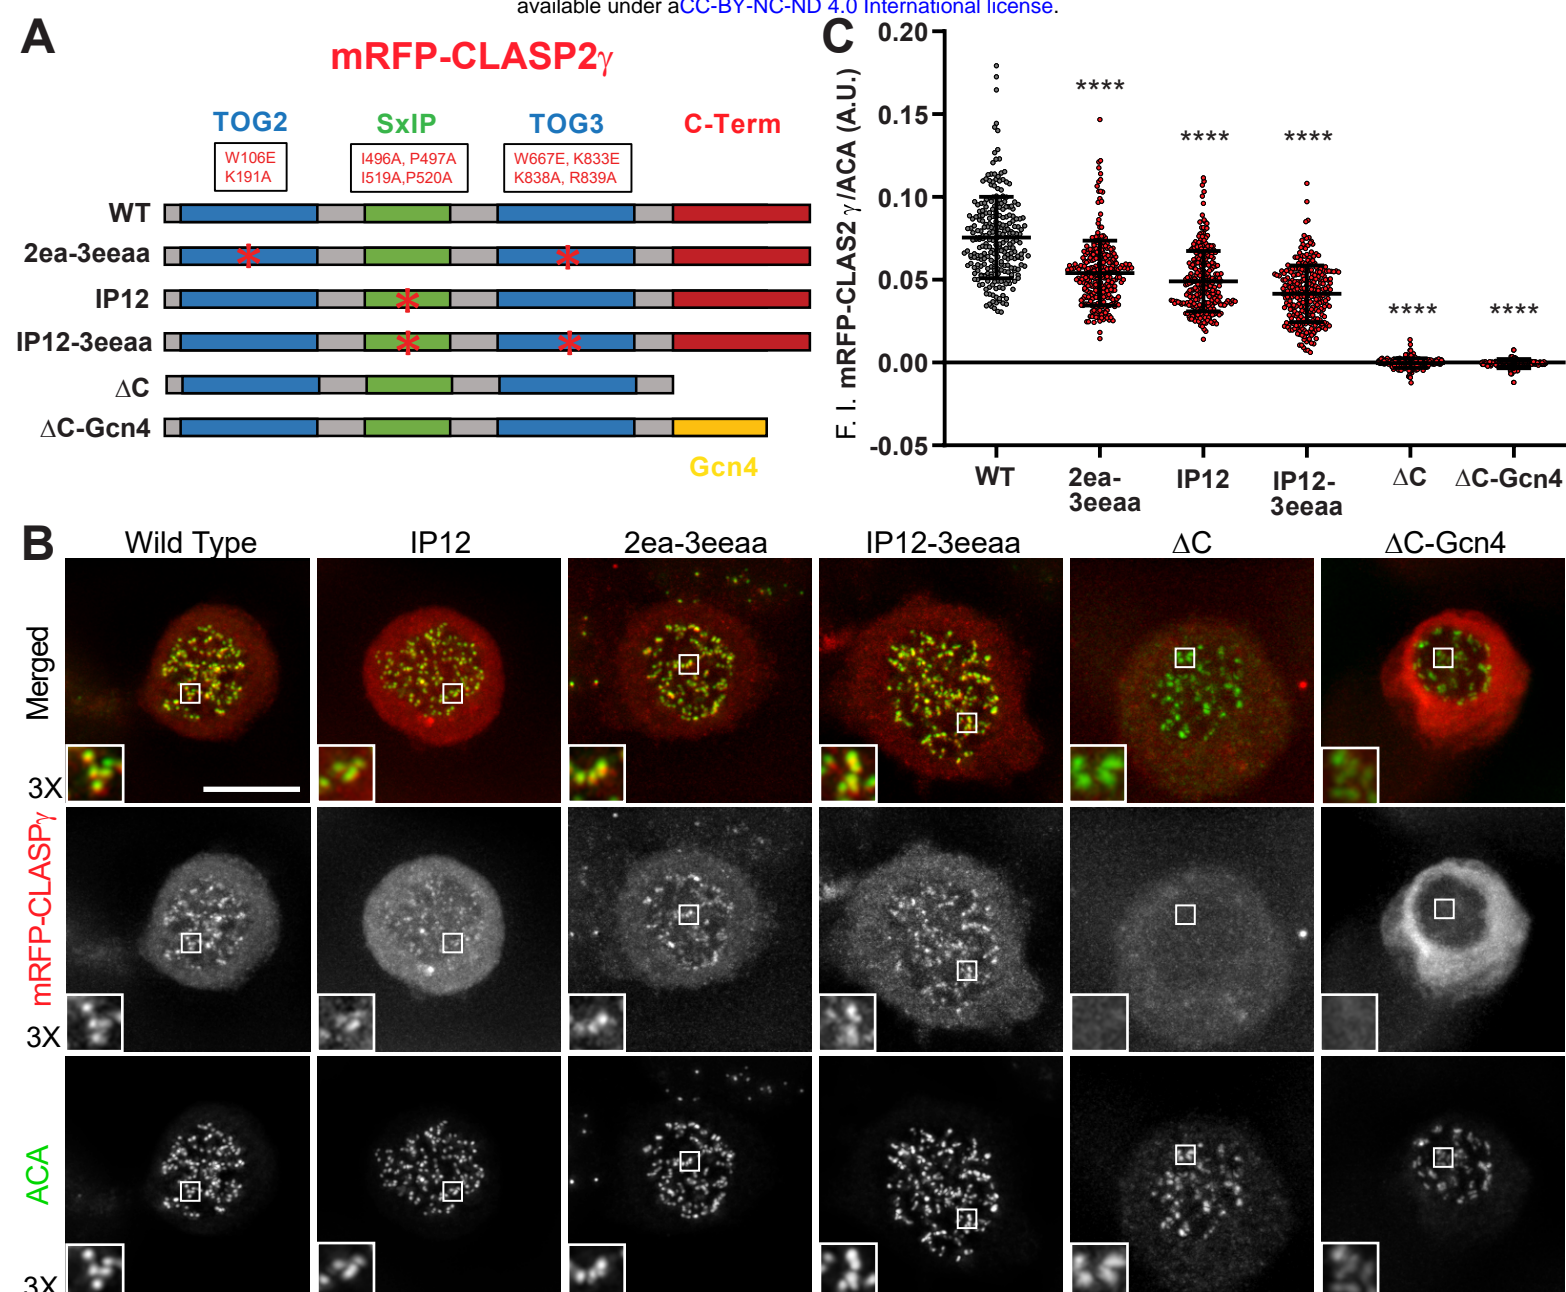 available under aCC-BY-NC-ND 4.0 International license.
A
mRFP-CLASP2γ
TOG2
SxIP
TOG3
C-Term
W106E
K191A
I496A, P497A
I519A,P520A
W667E, K833E
K838A, R839A
WT
2ea-3eeaa
IP12
IP12-3eeaa
ΔC
ΔC-Gcn4
Gcn4
C
F. I. mRFP-CLAS2 γ/ACA (A.U.)
0.20
0.15
0.10
0.05
0.00
-0.05
****
****
****
****
****
WT
2ea-
3eeaa
IP12
IP12-
3eeaa
ΔC
ΔC-Gcn4
B
Wild Type
IP12
2ea-3eeaa
IP12-3eeaa
ΔC
ΔC-Gcn4
Merged
3X
mRFP-CLASPγ
3X
ACA
3X